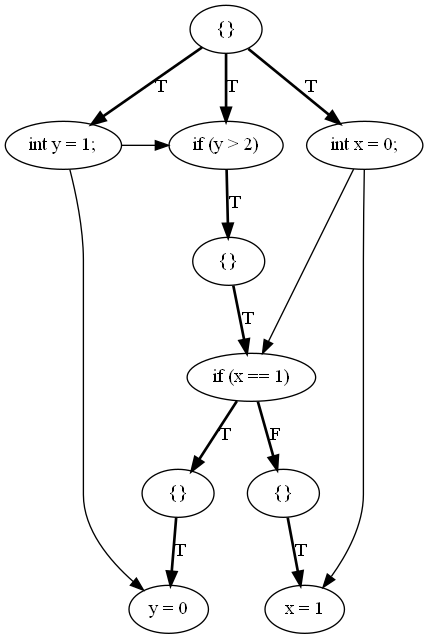 {}
T T T
int y = 1; if (y > 2) int x = 0;
T
{}
T
if (x == 1)
T F
{} {}
T T
y = 0 x = 1